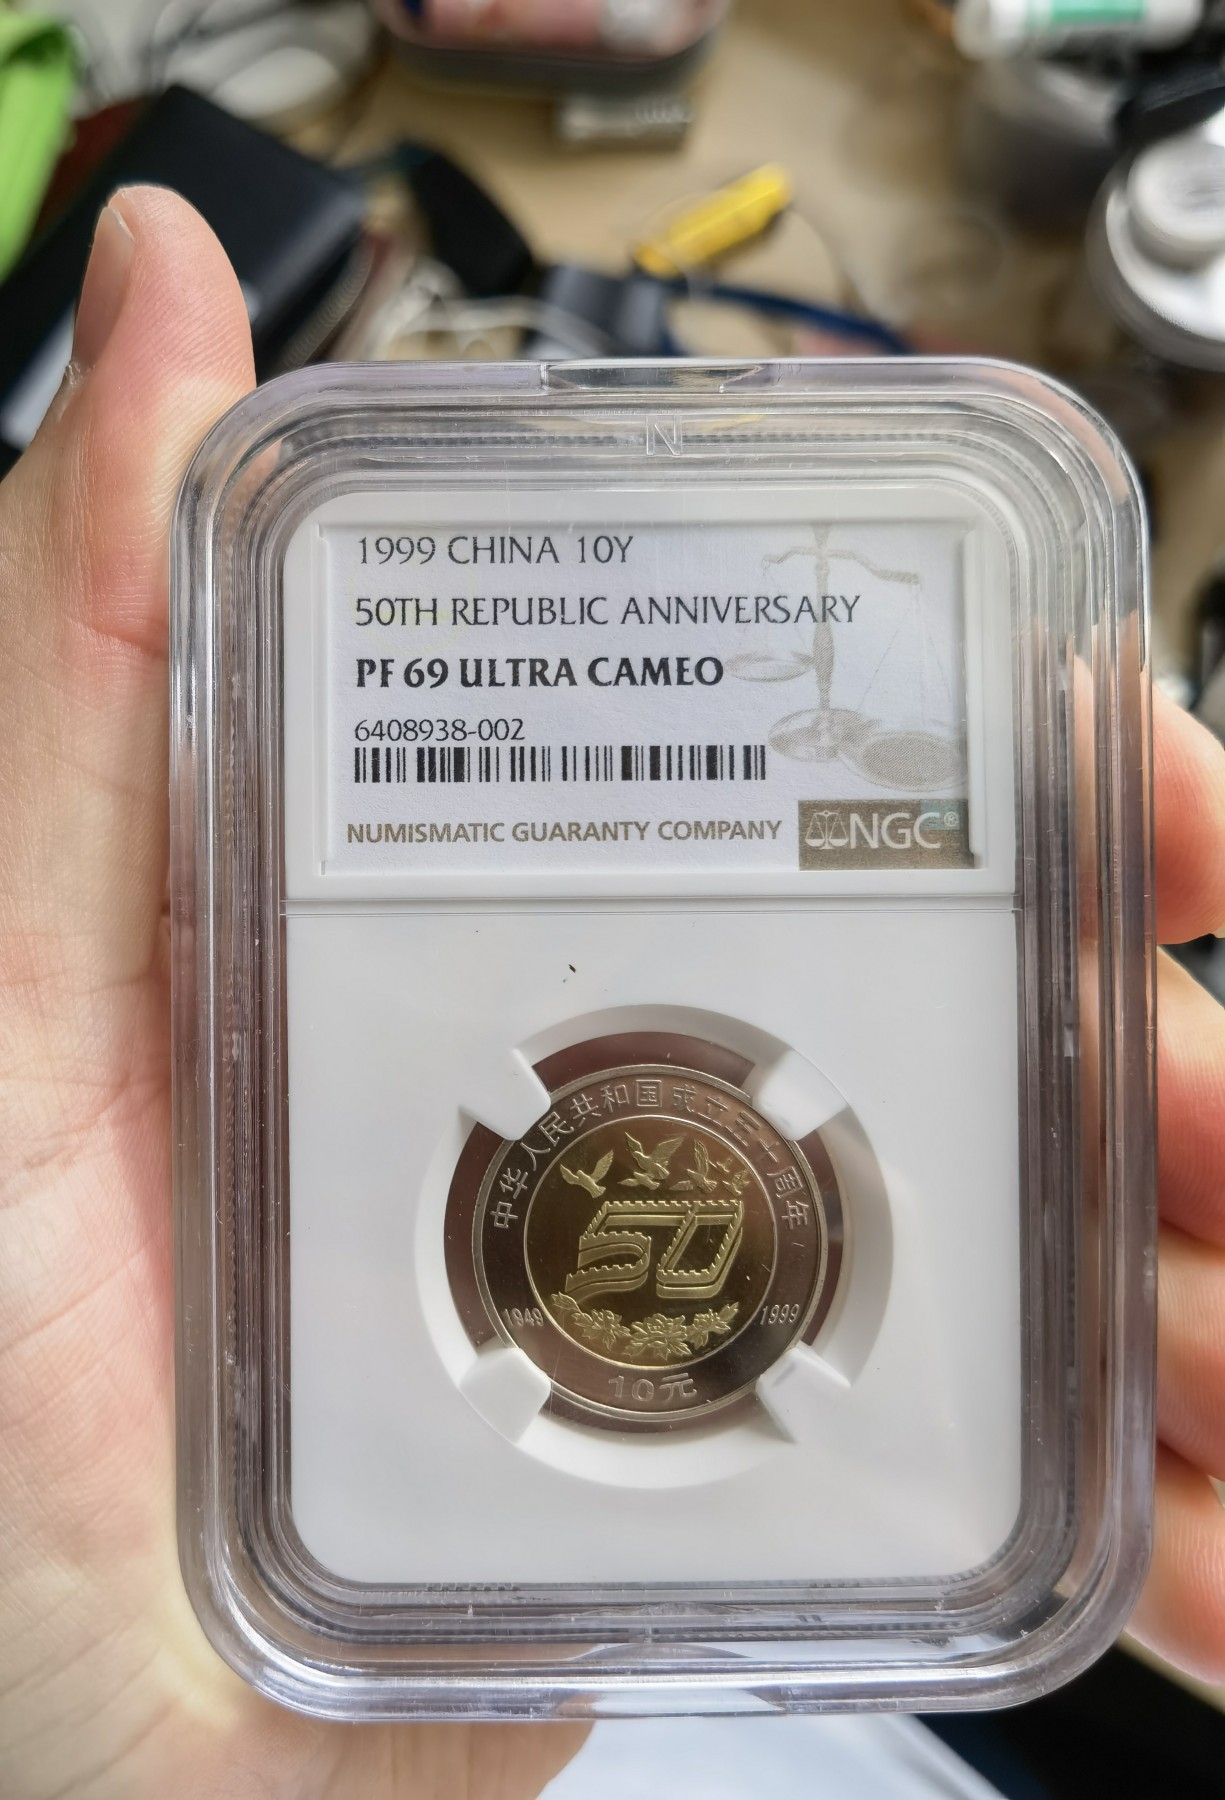 N
1999 CHINA 10Y
50TH REPUBLIC ANNIVERSARY
PF 69 ULTRA CAMEO
6408938-002
NUMISMATIC GUARANTY COMPANY
NGC®
中华人民共和国成立五十周年
50
1949
1999
10元